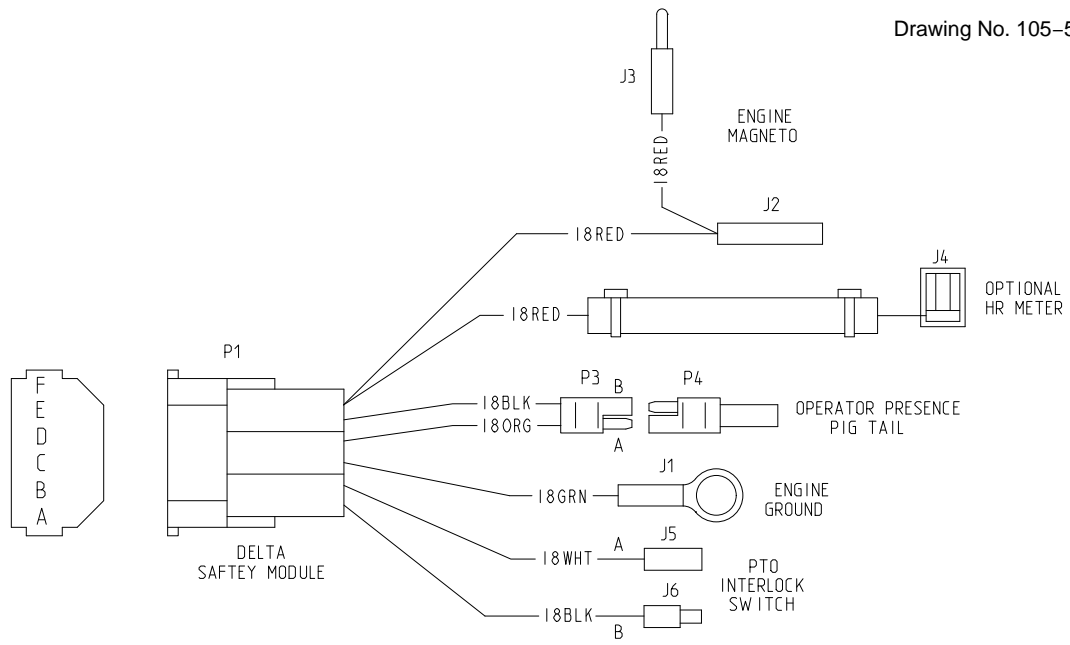 Drawing No. 105–5
J3
ENGINE
MAGNETO
18RED
J2
18RED
J4
OPTIONAL
HR METER
18RED
P1
P3
B
P4
F
E
D
C
B
A
18BLK
18ORG
OPERATOR PRESENCE
PIG TAIL
A
J1
18GRN
ENGINE
GROUND
DELTA
SAFTEY MODULE
18WHT
A
J5
PTO
INTERLOCK
SWITCH
J6
18BLK
B